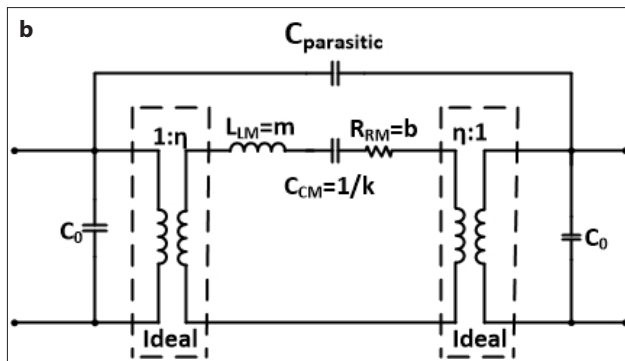 b
Cparasitic
1:η
LLM=m
RRM=b
η:1
CCM=1/k
C0
C0
Ideal
Ideal